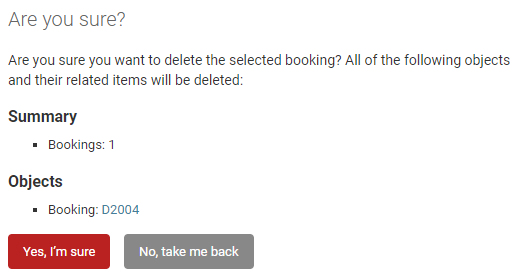 Are you sure?
Are you sure you want to delete the selected booking? All of the following objects
and their related items will be deleted:
Summary
Bookings: 1
Objects
Booking: D2004
Yes, I'm sure
No, take me back